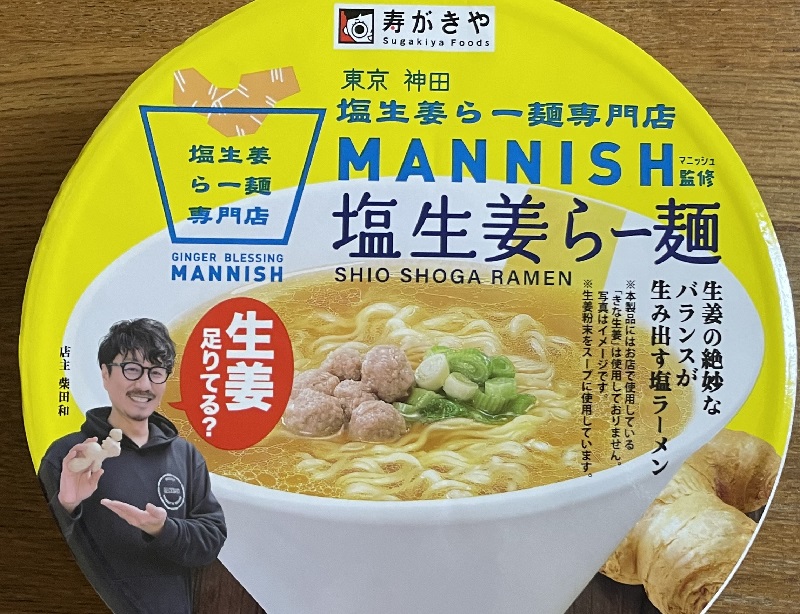 寿がきや
Sugakiya Foods
東京 神田
塩生姜らー麺専門店
MANNISH
マニッシュ
監修
塩生姜らー麺
SHIO SHOGA RAMEN
塩生姜
らー麺
専門店
GINGER BLESSING
MANNISH
生姜の絶妙な
バランスが
生み出す塩ラーメン
※本製品にはお店で使用している
「きな生姜」は使用しておりません。
写真はイメージです。
※生姜粉末をスープに使用しています。
生姜
足りてる?
店主 柴田和